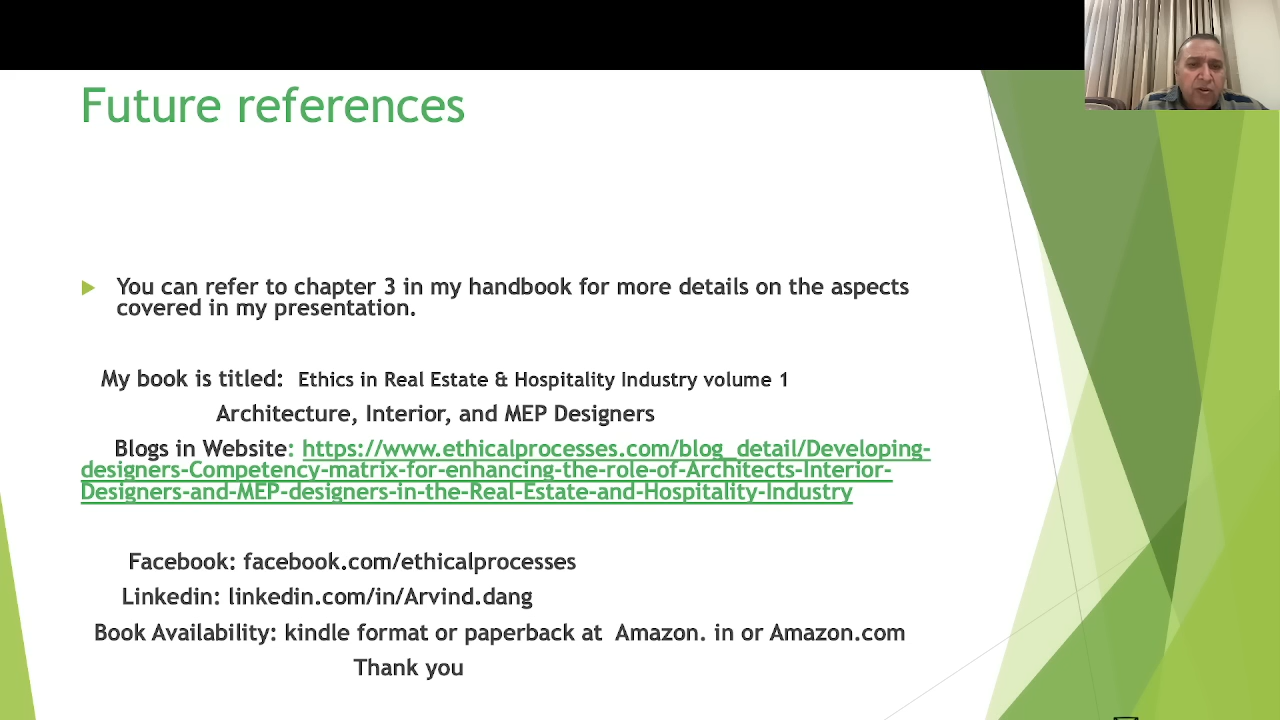 Future references
You can refer to chapter 3 in my handbook for more details on the aspects
covered in my presentation.
My book is titled: Ethics in Real Estate & Hospitality Industry volume 1
Architecture, Interior, and MEP Designers
Blogs in Website: https://www.ethicalprocesses.com/blog_detail/Developing-
designers-Competency-matrix-for-enhancing-the-role-of-Architects-Interior-
Designers-and-MEP-designers-in-the-Real-Estate-and-Hospitality-Industry
Facebook: facebook.com/ethicalprocesses
Linkedin: linkedin.com/in/Arvind.dang
Book Availability: kindle format or paperback at Amazon. in or Amazon.com
Thank you